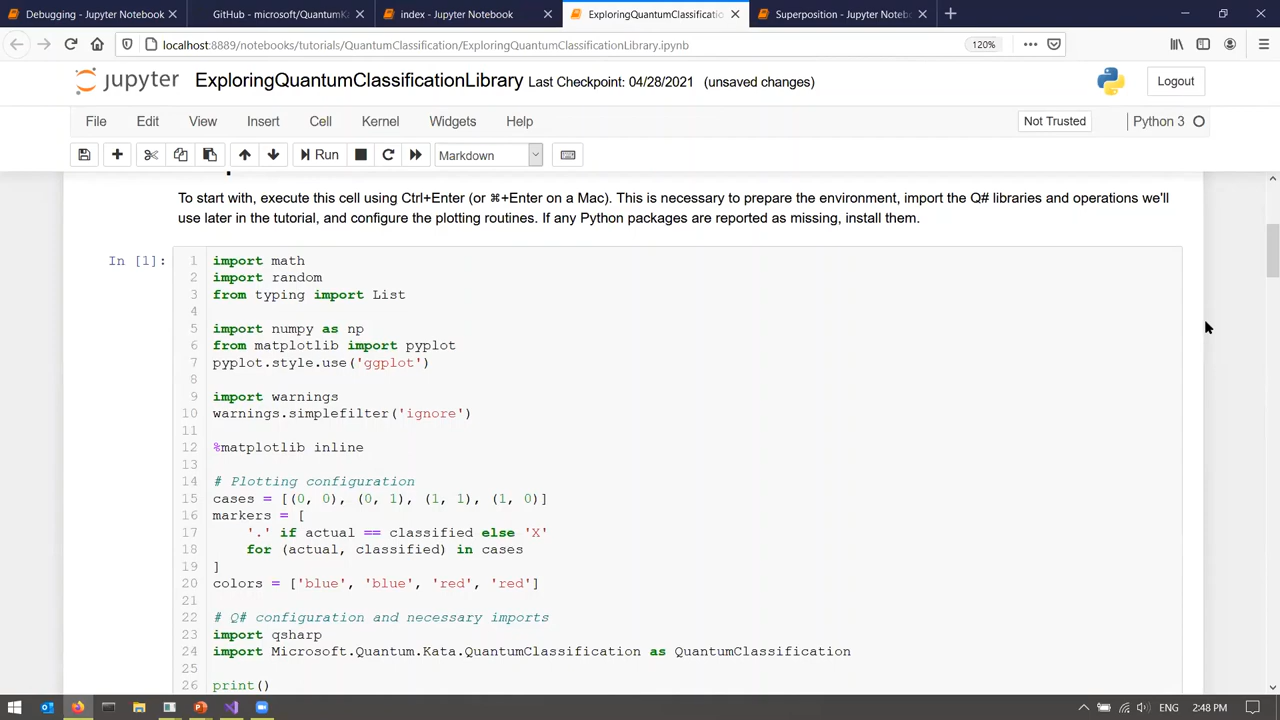 Debugging - Jupyter Notebook
GitHub - microsoft/QuantumKa
index - Jupyter Notebook
ExploringQuantumClassificatio
Superposition - Jupyter Notebo
localhost:8889/notebooks/tutorials/QuantumClassification/ExploringQuantumClassificationLibrary.ipynb
120%
jupyter
ExploringQuantumClassificationLibrary Last Checkpoint: 04/28/2021 (unsaved changes)
Logout
File Edit View Insert Cell Kernel Widgets Help
Not Trusted
Python 3
Run
Markdown
To start with, execute this cell using Ctrl+Enter (or ⌘+Enter on a Mac). This is necessary to prepare the environment, import the Q# libraries and operations we'll
use later in the tutorial, and configure the plotting routines. If any Python packages are reported as missing, install them.
In [1]:
1 import math
2 import random
3 from typing import List
4
5 import numpy as np
6 from matplotlib import pyplot
7 pyplot.style.use('ggplot')
8
9 import warnings
10 warnings.simplefilter('ignore')
11
12 %matplotlib inline
13
14 # Plotting configuration
15 cases = [(0, 0), (0, 1), (1, 1), (1, 0)]
16 markers = [
17     '.' if actual == classified else 'X'
18     for (actual, classified) in cases
19 ]
20 colors = ['blue', 'blue', 'red', 'red']
21
22 # Q# configuration and necessary imports
23 import qsharp
24 import Microsoft.Quantum.Kata.QuantumClassification as QuantumClassification
25
26 print()
ENG
2:48 PM